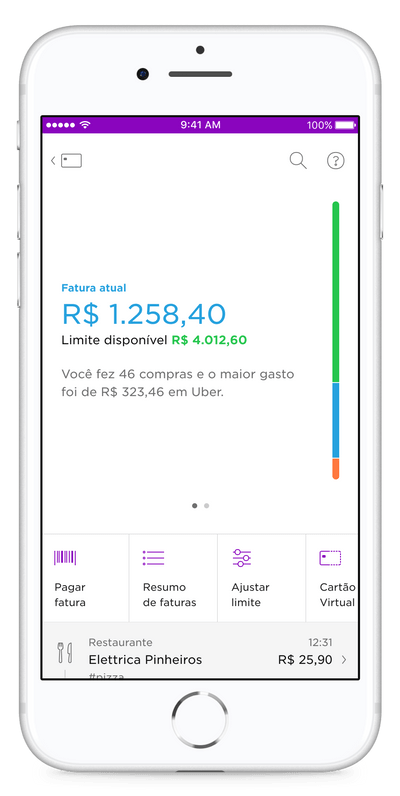 9:41 AM
100%
?
Fatura atual
R$ 1.258,40
Limite disponível R$ 4.012,60
Você fez 46 compras e o maior gasto
foi de R$ 323,46 em Uber.
Pagar
fatura
Resumo
de faturas
Ajustar
limite
Cartão
Virtual
Restaurante
12:31
Elettrica Pinheiros
R$ 25,90
#pizza